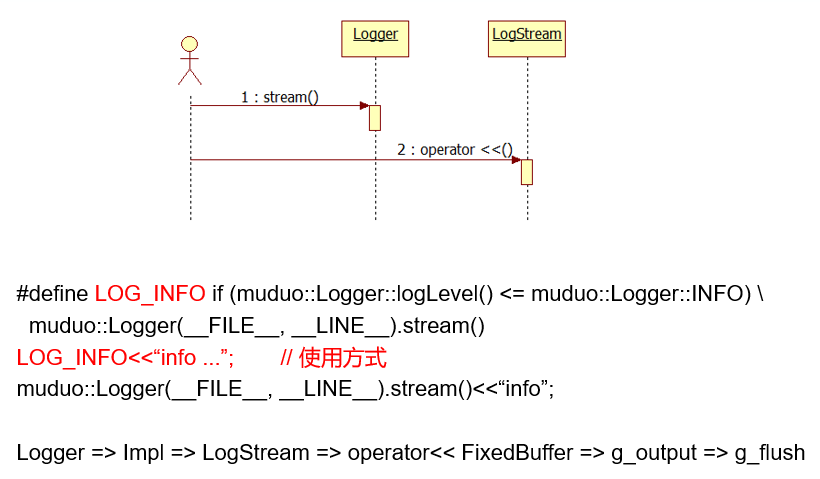 Logger
LogStream
1 : stream()
2 : operator <<()
#define LOG_INFO if (muduo::Logger::logLevel() <= muduo::Logger::INFO) \
muduo::Logger(__FILE__, __LINE__).stream()
LOG_INFO<<“info ...”; // 使用方式
muduo::Logger(__FILE__, __LINE__).stream()<<“info”;
Logger => Impl => LogStream => operator<< FixedBuffer => g_output => g_flush